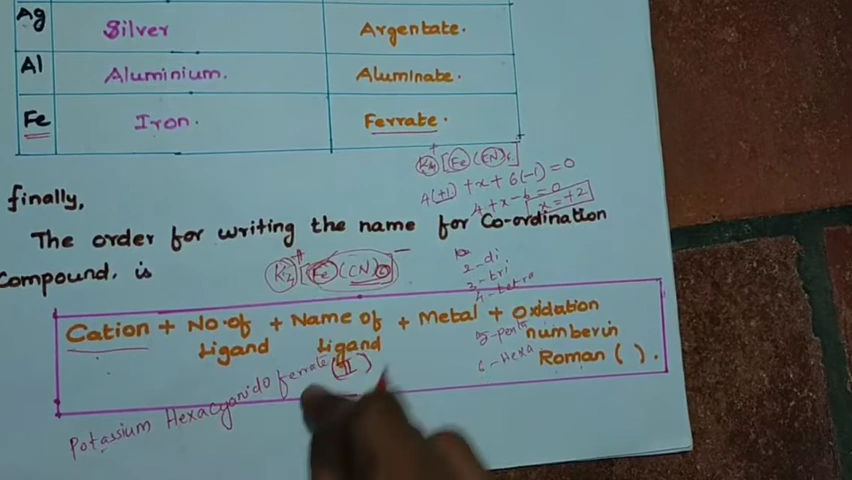 Ag Silver Argentate.
Al Aluminium. Aluminate.
Fe Iron. Ferrate.
K4[Fe(CN)6]
4(+1)+x+6(-1)=0
4+x-6=0
x=+2
finally,
The order for writing the name for Co-ordination
compound. is
K4 + [Fe(CN)6] -
2-di
3-tri
4-tetra
5-penta
6-Hexa
Cation + No.of Ligand + Name of Ligand + Metal + Oxidation number in Roman ( ).
Potassium Hexacyanido ferrate (II)